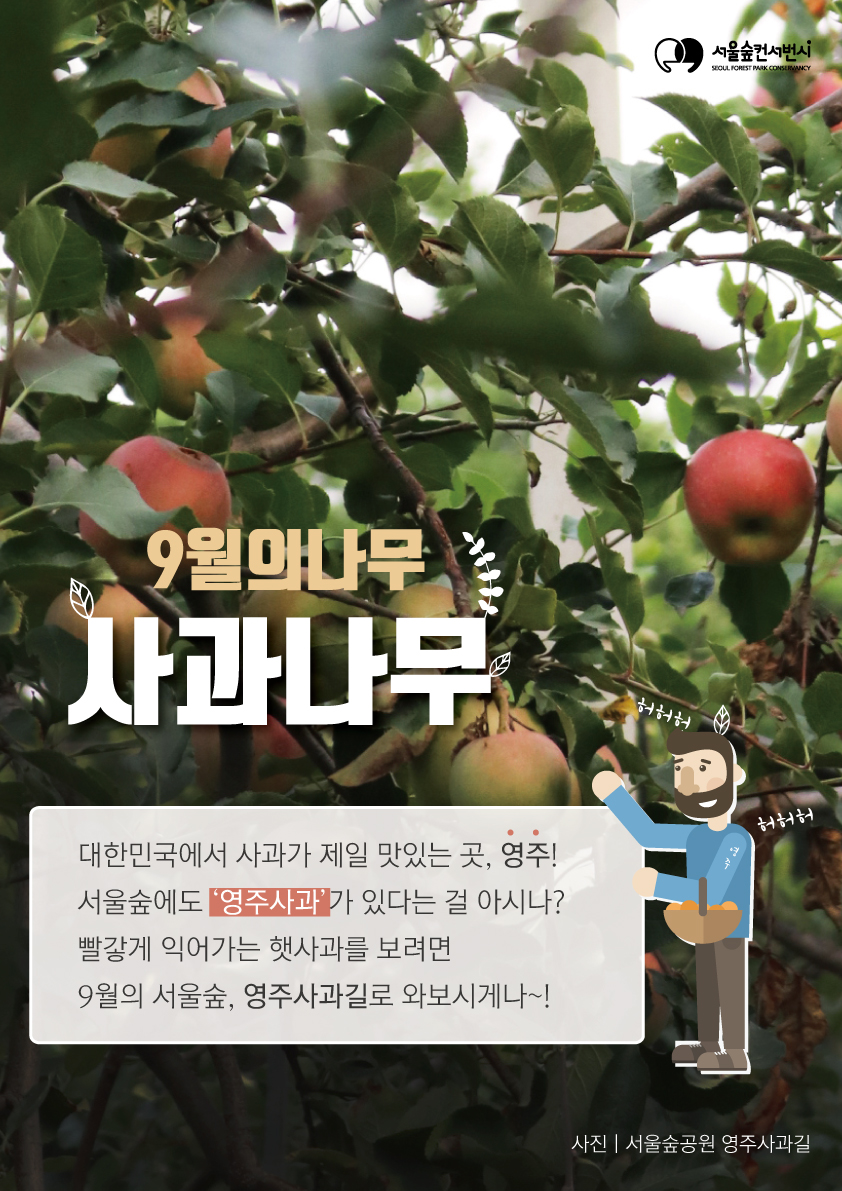 서울숲컨서번시
SEOUL FOREST PARK CONSERVANCY
9월의나무
사과나무
허허허
허허허
영주
대한민국에서 사과가 제일 맛있는 곳, 영주!
서울숲에도 ‘영주사과’가 있다는 걸 아시나?
빨갛게 익어가는 햇사과를 보려면
9월의 서울숲, 영주사과길로 와보시게나~!
사진 | 서울숲공원 영주사과길